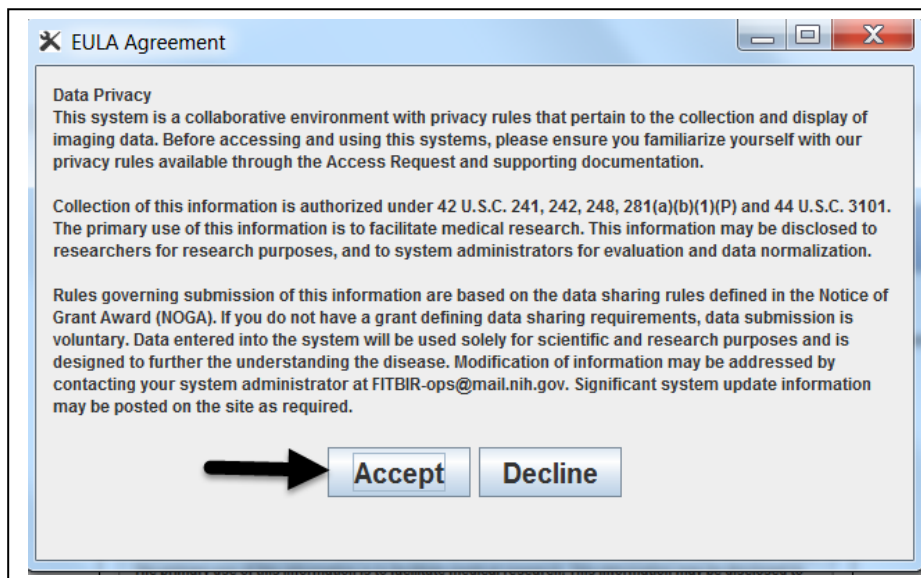 EULA Agreement
Data Privacy
This system is a collaborative environment with privacy rules that pertain to the collection and display of
imaging data. Before accessing and using this systems, please ensure you familiarize yourself with our
privacy rules available through the Access Request and supporting documentation.
Collection of this information is authorized under 42 U.S.C. 241, 242, 248, 281(a)(b)(1)(P) and 44 U.S.C. 3101.
The primary use of this information is to facilitate medical research. This information may be disclosed to
researchers for research purposes, and to system administrators for evaluation and data normalization.
Rules governing submission of this information are based on the data sharing rules defined in the Notice of
Grant Award (NOGA). If you do not have a grant defining data sharing requirements, data submission is
voluntary. Data entered into the system will be used solely for scientific and research purposes and is
designed to further the understanding the disease. Modification of information may be addressed by
contacting your system administrator at FITBIR-ops@mail.nih.gov. Significant system update information
may be posted on the site as required.
Accept Decline